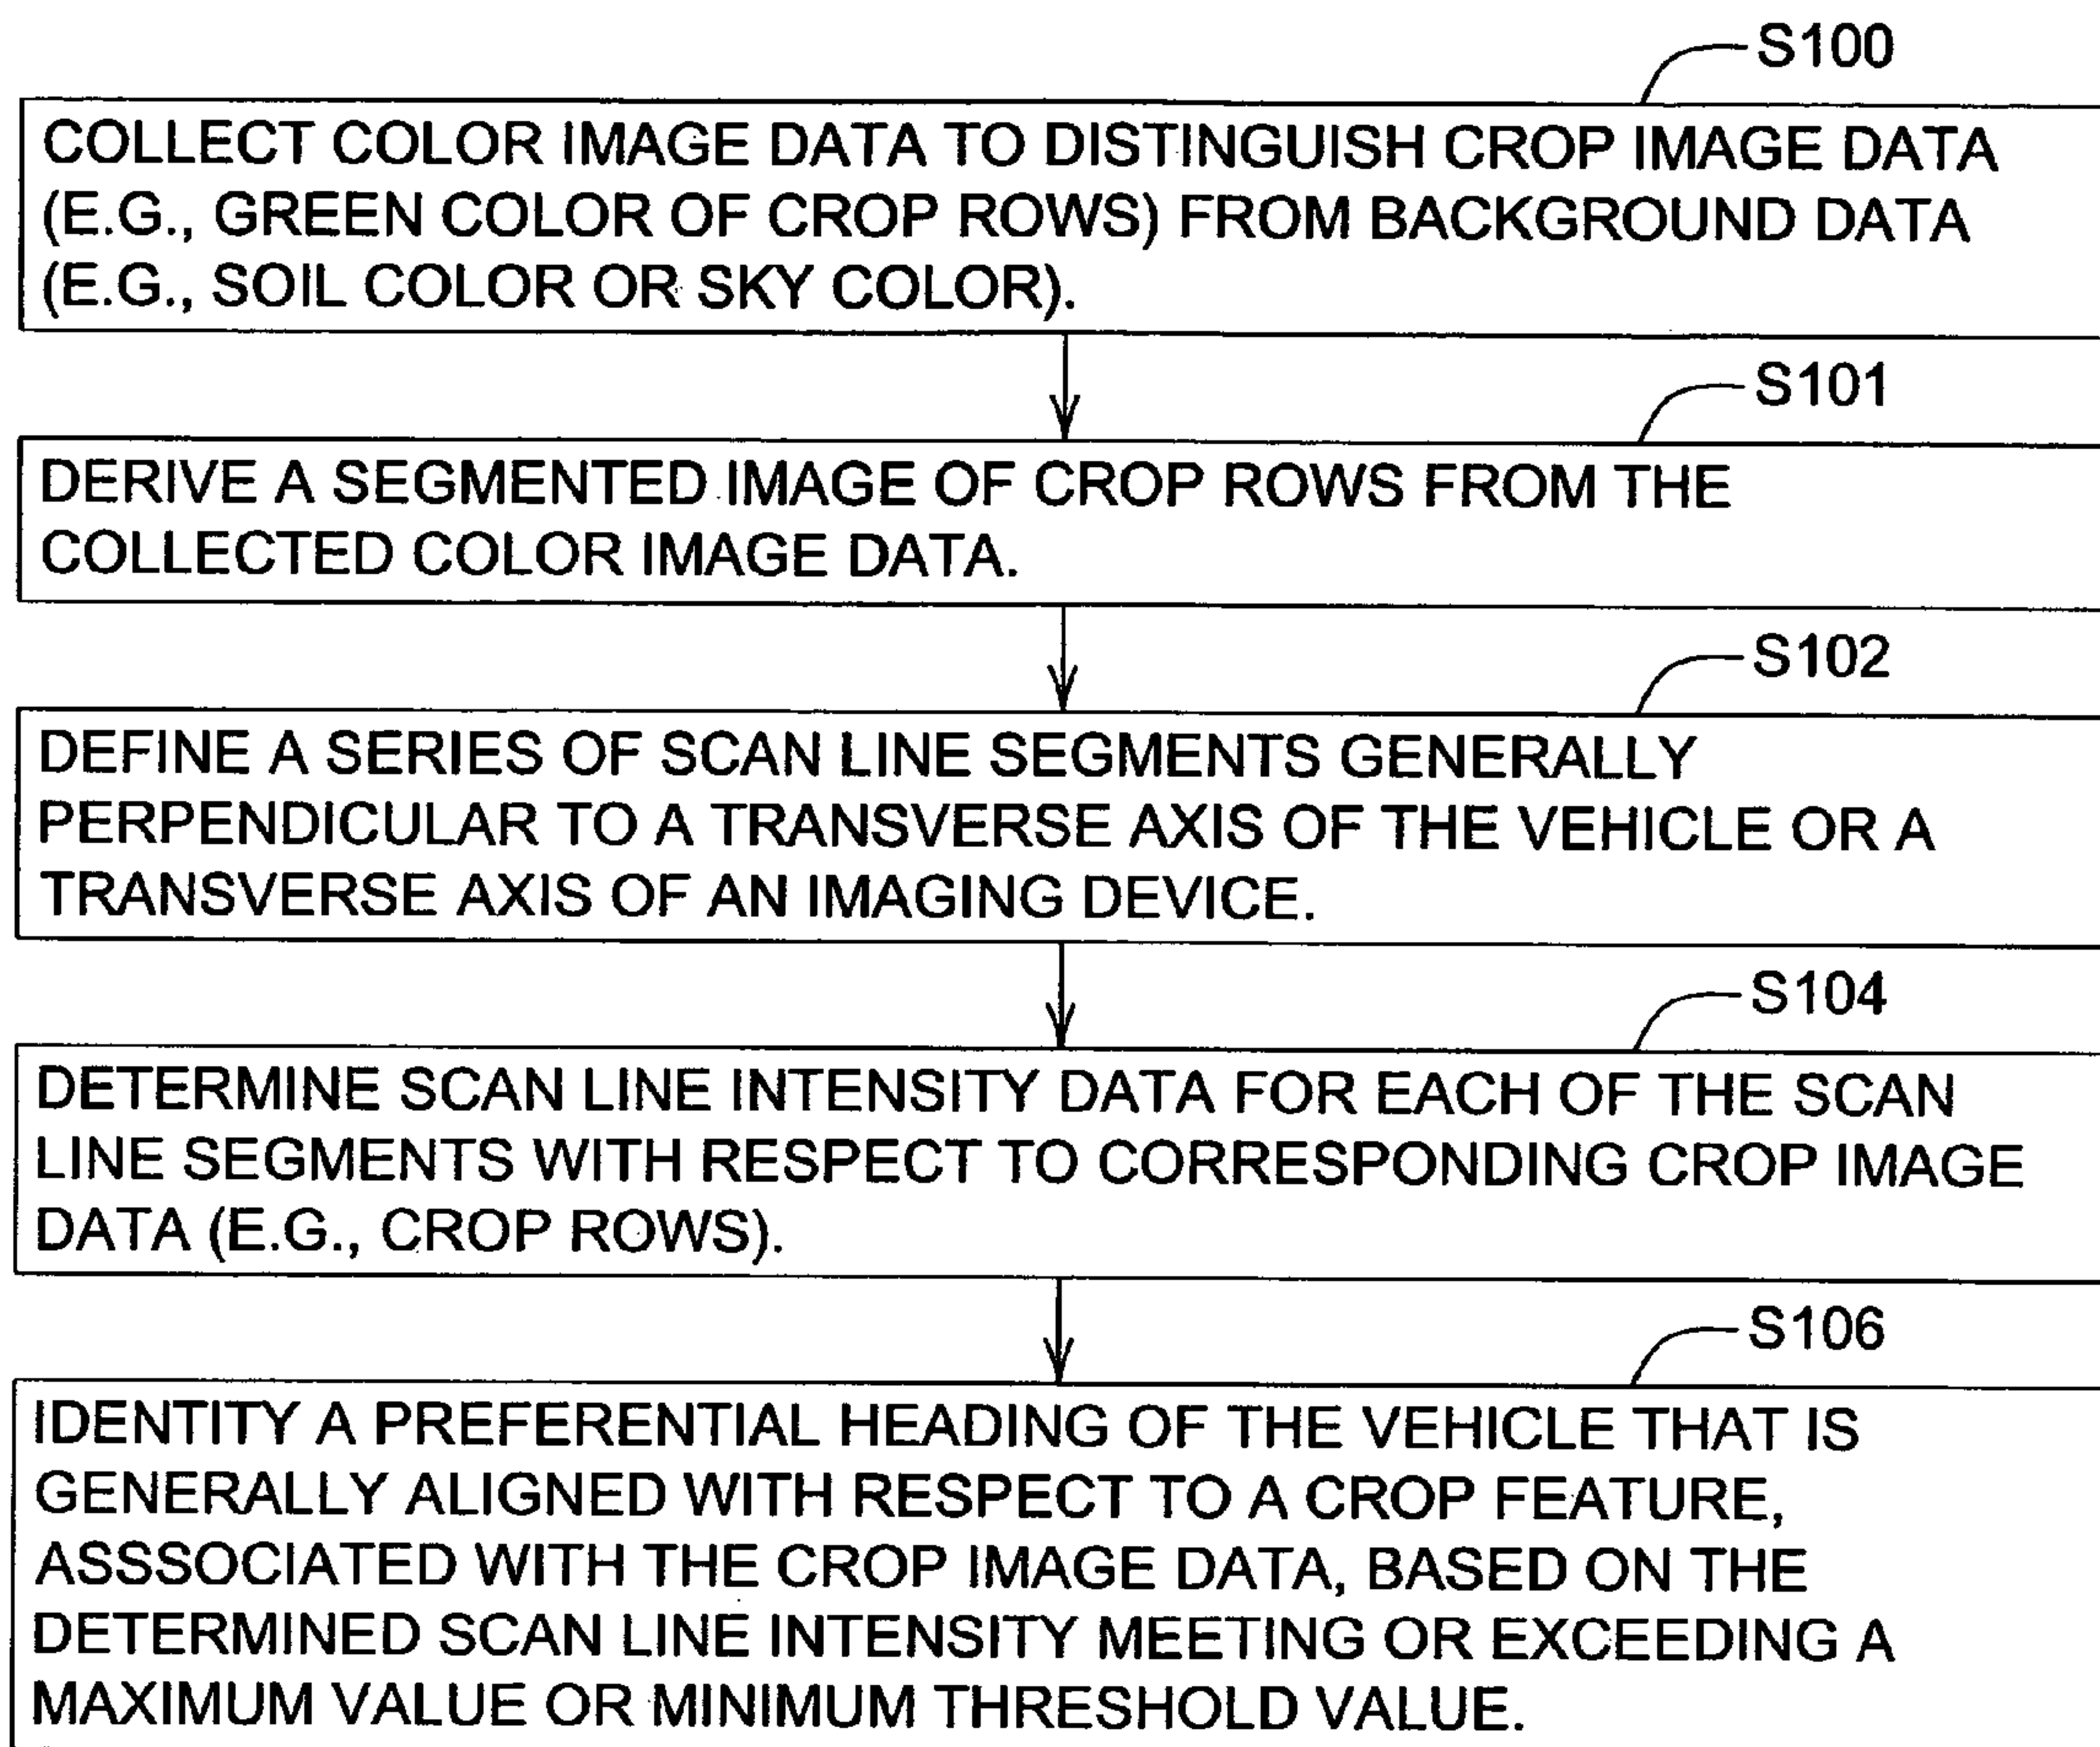 S100
COLLECT COLOR IMAGE DATA TO DISTINGUISH CROP IMAGE DATA
(E.G., GREEN COLOR OF CROP ROWS) FROM BACKGROUND DATA
(E.G., SOIL COLOR OR SKY COLOR).
S101
DERIVE A SEGMENTED IMAGE OF CROP ROWS FROM THE
COLLECTED COLOR IMAGE DATA.
S102
DEFINE A SERIES OF SCAN LINE SEGMENTS GENERALLY
PERPENDICULAR TO A TRANSVERSE AXIS OF THE VEHICLE OR A
TRANSVERSE AXIS OF AN IMAGING DEVICE.
S104
DETERMINE SCAN LINE INTENSITY DATA FOR EACH OF THE SCAN
LINE SEGMENTS WITH RESPECT TO CORRESPONDING CROP IMAGE
DATA (E.G., CROP ROWS).
S106
IDENTITY A PREFERENTIAL HEADING OF THE VEHICLE THAT IS
GENERALLY ALIGNED WITH RESPECT TO A CROP FEATURE,
ASSSOCIATED WITH THE CROP IMAGE DATA, BASED ON THE
DETERMINED SCAN LINE INTENSITY MEETING OR EXCEEDING A
MAXIMUM VALUE OR MINIMUM THRESHOLD VALUE.